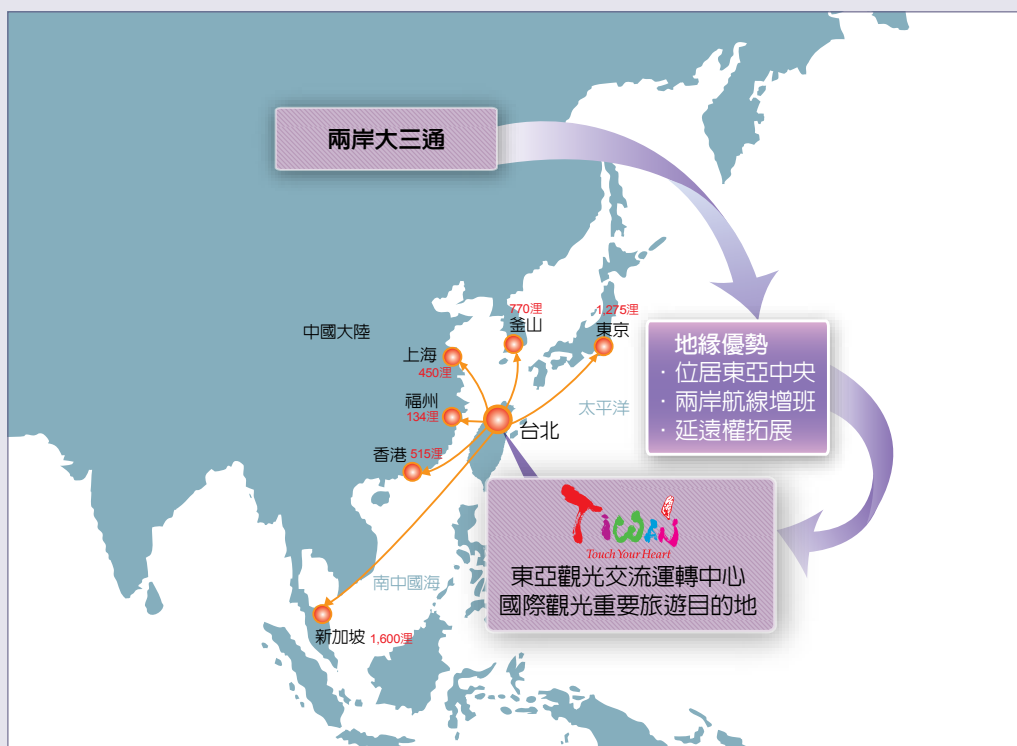 兩岸大三通
770浬
釜山
1,275浬
東京
中國大陸
上海
450浬
福州
134浬
太平洋
台北
香港 515浬
地緣優勢
· 位居東亞中央
· 兩岸航線增班
· 延遠權拓展
Taiwan
Touch Your Heart
東亞觀光交流運轉中心
國際觀光重要旅遊目的地
南中國海
新加坡 1,600浬